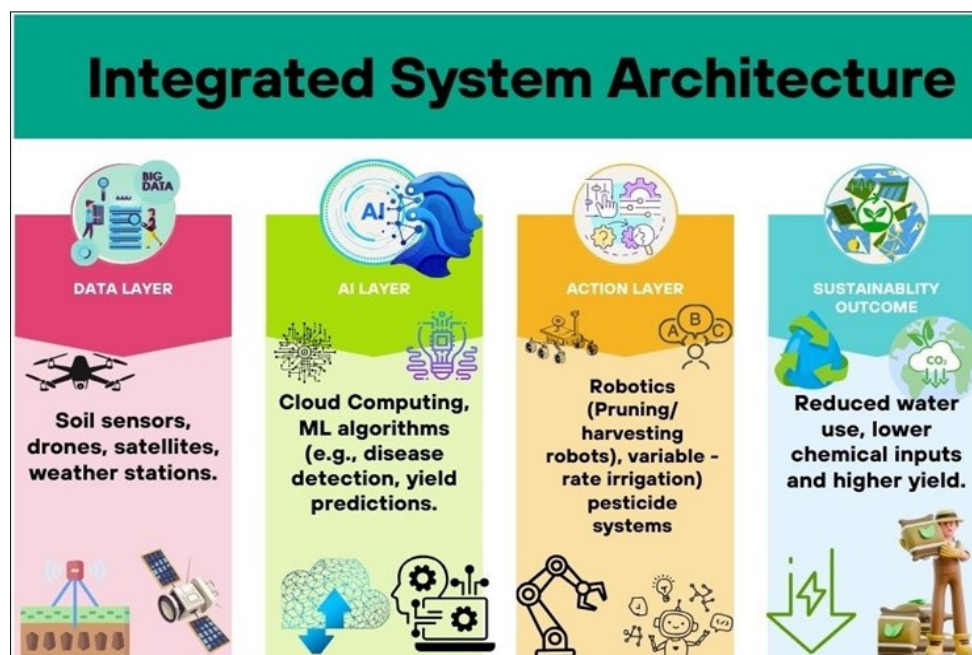 Integrated System Architecture
BIG
DATA
DATA LAYER
Soil sensors,
drones, satellites,
weather stations.
AI
AI LAYER
Cloud Computing,
ML algorithms
(e.g., disease
detection, yield
predictions.
?
ACTION LAYER
A B C
Robotics
(Pruning/
harvesting
robots), variable -
rate irrigation)
pesticide
systems
SUSTAINABLITY
OUTCOME
CO₂
Reduced water
use, lower
chemical inputs
and higher yield.